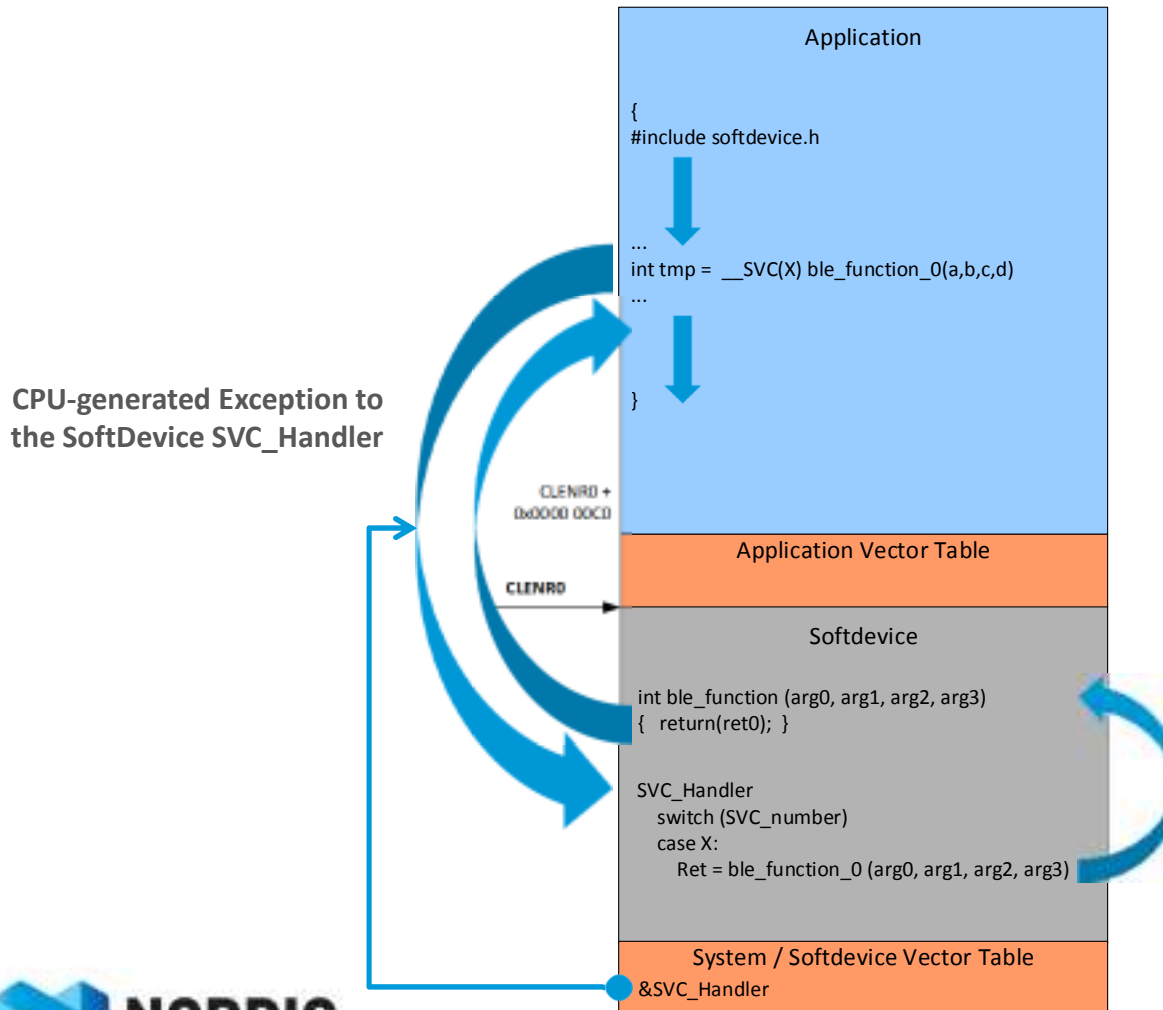 Application
{
#include softdevice.h
...
int tmp = __SVC(X) ble_function_0(a,b,c,d)
...
}
CPU-generated Exception to
the SoftDevice SVC_Handler
CLENR0 +
0x0000 00C0
Application Vector Table
CLENR0
Softdevice
int ble_function (arg0, arg1, arg2, arg3)
{ return(ret0); }
SVC_Handler
switch (SVC_number)
case X:
Ret = ble_function_0 (arg0, arg1, arg2, arg3)
System / Softdevice Vector Table
&SVC_Handler